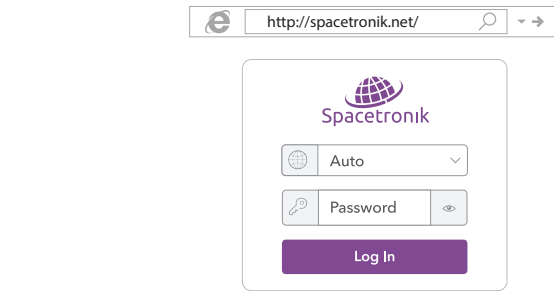 http://spacetronik.net/
Spacetronik
Auto
Password
Log In